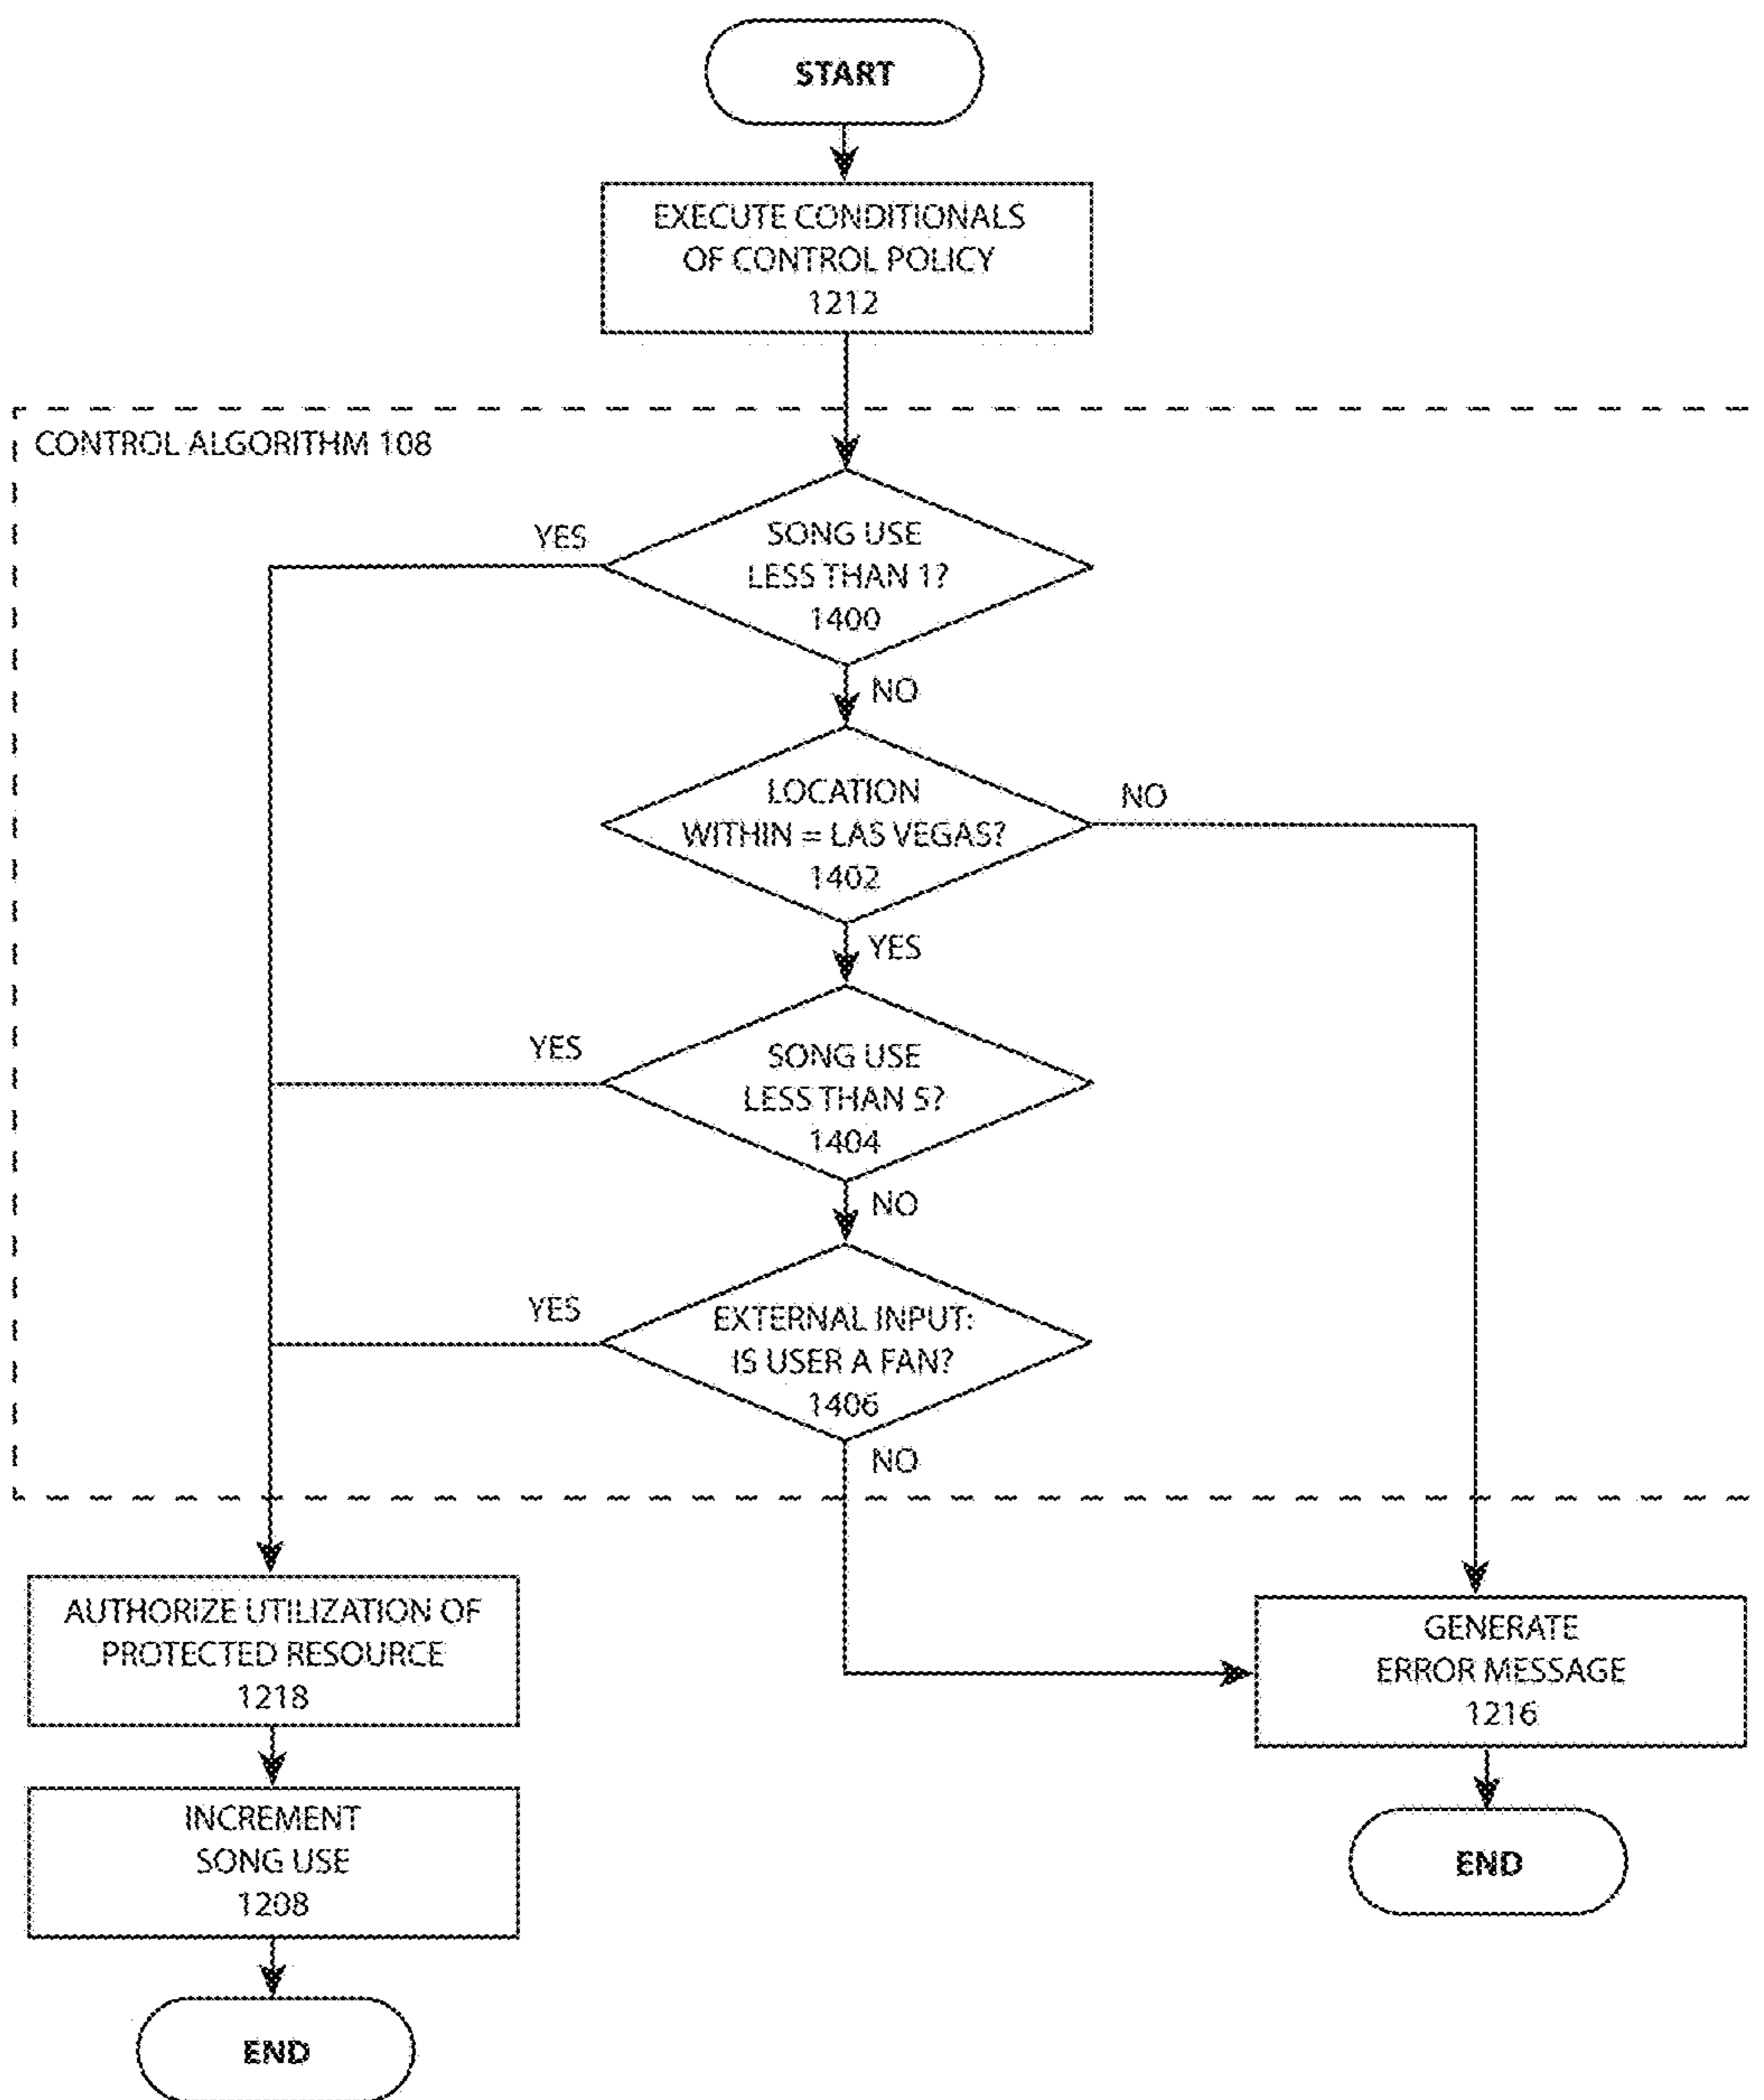 START
EXECUTE CONDITIONALS
OF CONTROL POLICY
1212
CONTROL ALGORITHM 108
YES
SONG USE
LESS THAN 1?
1400
NO
LOCATION
WITHIN = LAS VEGAS?
1402
NO
YES
YES
SONG USE
LESS THAN 5?
1404
NO
YES
EXTERNAL INPUT:
IS USER A FAN?
1406
NO
AUTHORIZE UTILIZATION OF
PROTECTED RESOURCE
1218
GENERATE
ERROR MESSAGE
1216
INCREMENT
SONG USE
1208
END
END